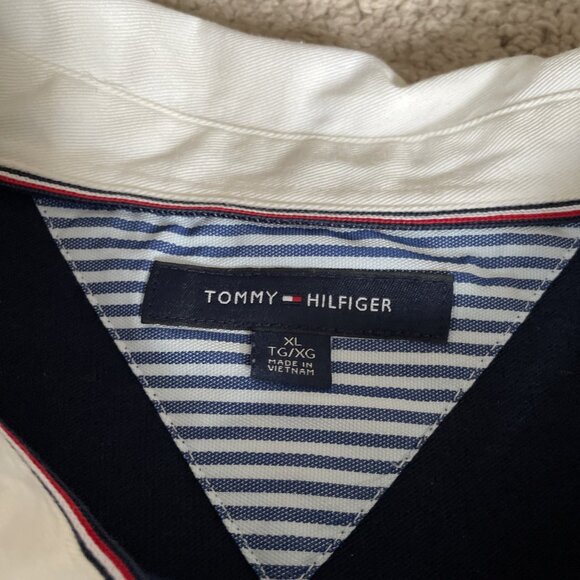 TOMMY HILFIGER
XL
TG/XG
MADE IN
VIETNAM